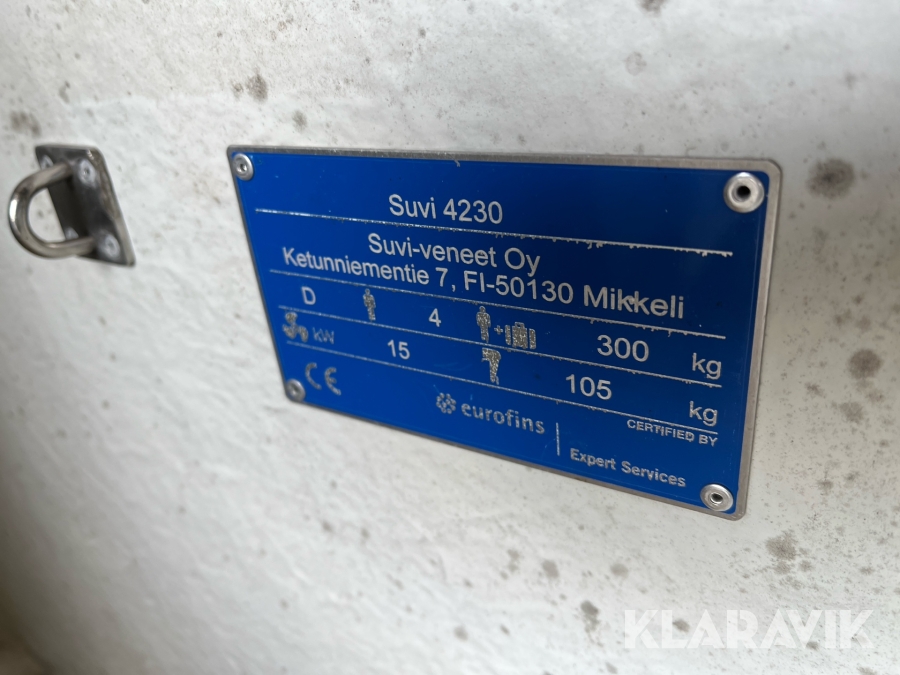 Suvi 4230
Suvi-veneet Oy
Ketunniementie 7, FI-50130 Mikkeli
D 4 + 300 kg
kW 15 105 kg
CE eurofins CERTIFIED BY
Expert Services
KLARAVIK